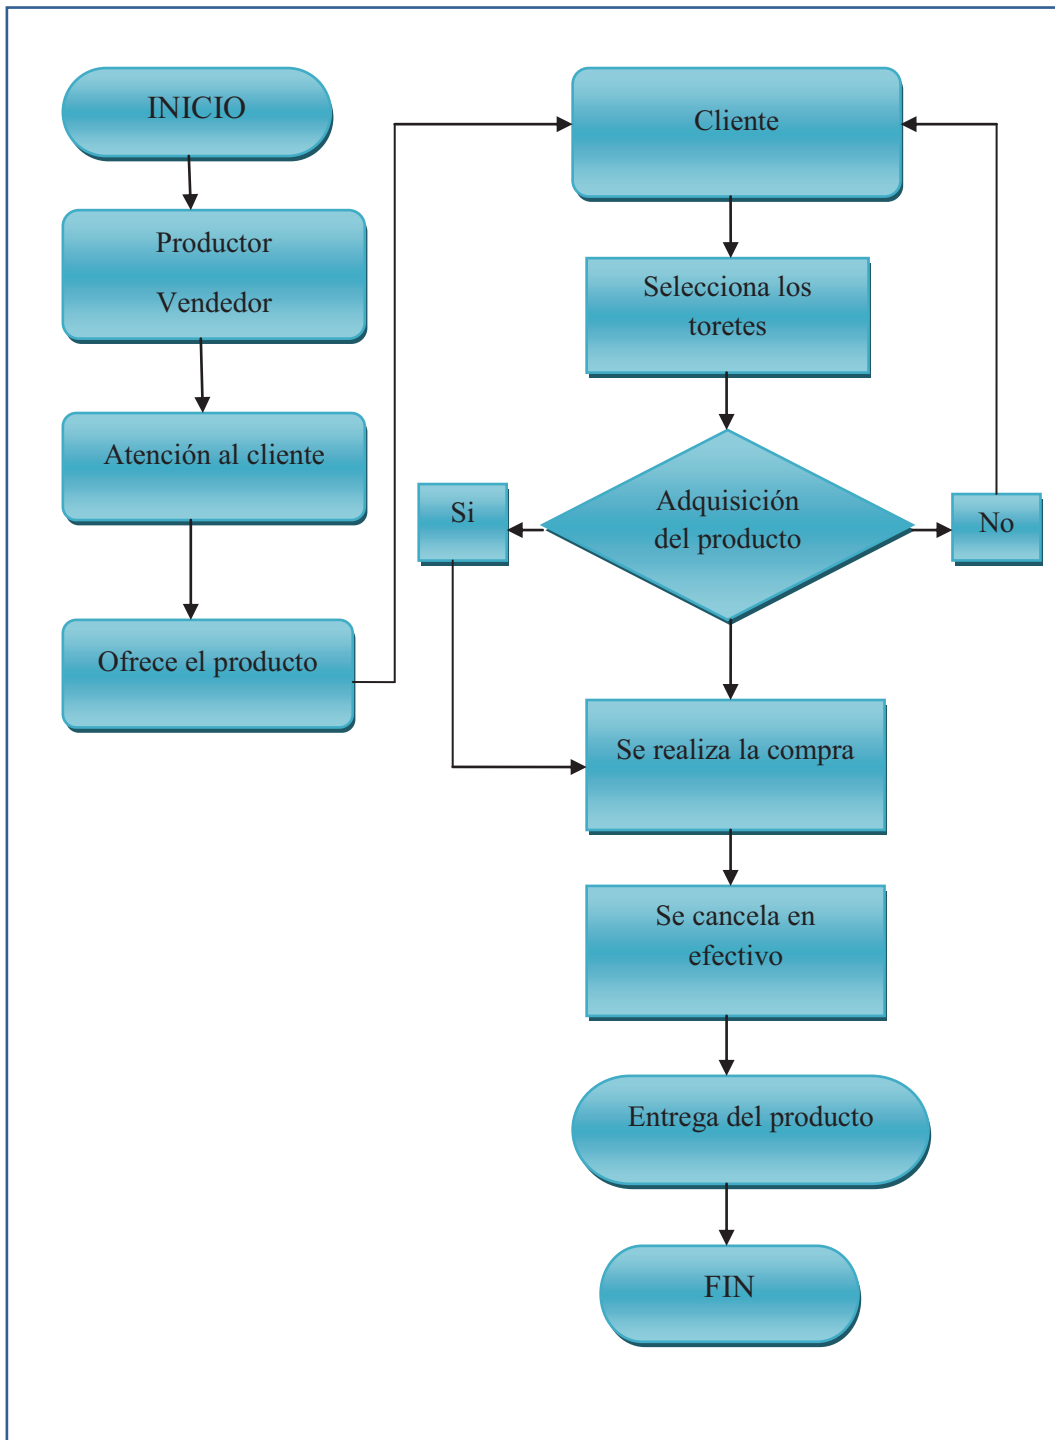 INICIO
Productor
Vendedor
Atención al cliente
Ofrece el producto
Cliente
Selecciona los
toretes
Adquisición
del producto
Si
No
Se realiza la compra
Se cancela en
efectivo
Entrega del producto
FIN